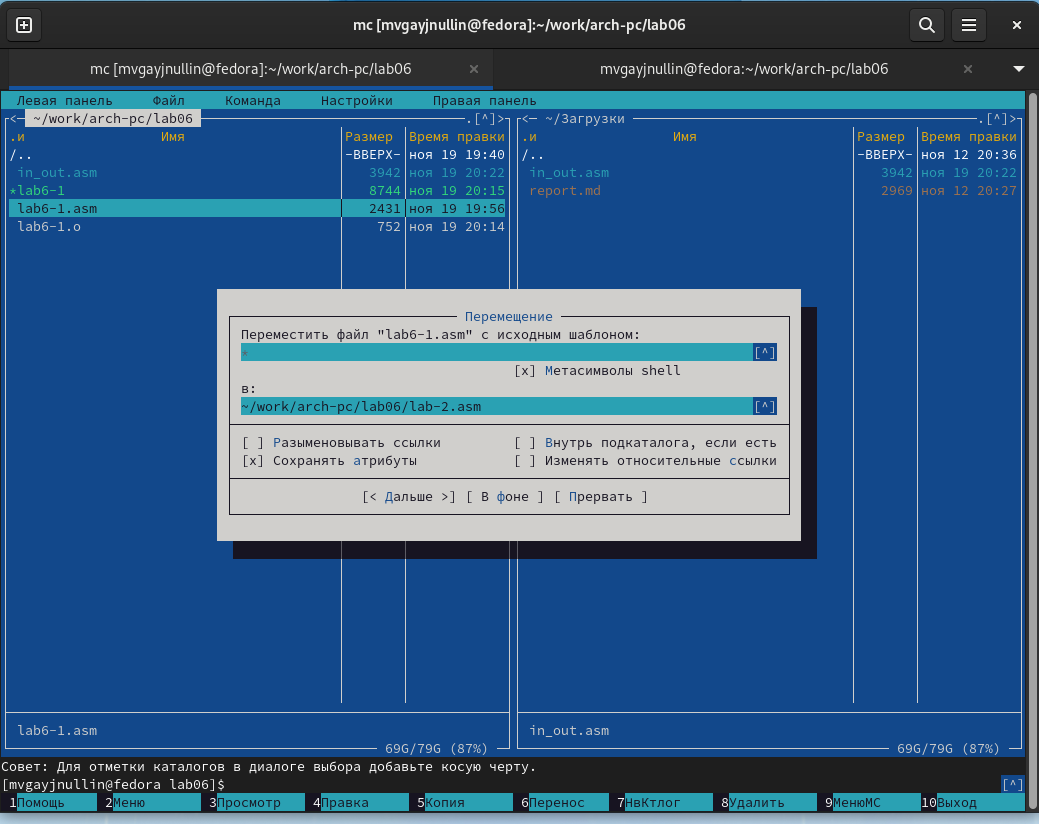 mc [mvgayjnullin@fedora]:~/work/arch-pc/lab06
mc [mvgayjnullin@fedora]:~/work/arch-pc/lab06 × mvgayjnullin@fedora:~/work/arch-pc/lab06 ×
Левая панель Файл Команда Настройки Правая панель
<─ ~/work/arch-pc/lab06 .[^]> <─ ~/Загрузки .[^]>
.и Имя Размер Время правки .и Имя Размер Время правки
/.. -ВВЕРХ- ноя 19 19:40 /.. -ВВЕРХ- ноя 12 20:36
in_out.asm 3942 ноя 19 20:22 in_out.asm 3942 ноя 19 20:22
*lab6-1 8744 ноя 19 20:15 report.md 2969 ноя 12 20:27
lab6-1.asm 2431 ноя 19 19:56
lab6-1.o 752 ноя 19 20:14
Перемещение
Переместить файл "lab6-1.asm" с исходным шаблоном:
* [^]
[x] Метасимволы shell
в:
~/work/arch-pc/lab06/lab-2.asm [^]
[ ] Разыменовывать ссылки [ ] Внутрь подкаталога, если есть
[x] Сохранять атрибуты [ ] Изменять относительные ссылки
[< Дальше >] [ В фоне ] [ Прервать ]
lab6-1.asm in_out.asm
69G/79G (87%) 69G/79G (87%)
Совет: Для отметки каталогов в диалоге выбора добавьте косую черту.
[mvgayjnullin@fedora lab06]$ [^]
1Помощь 2Меню 3Просмотр 4Правка 5Копия 6Перенос 7НвКтлог 8Удалить 9МенюМС 10Выход